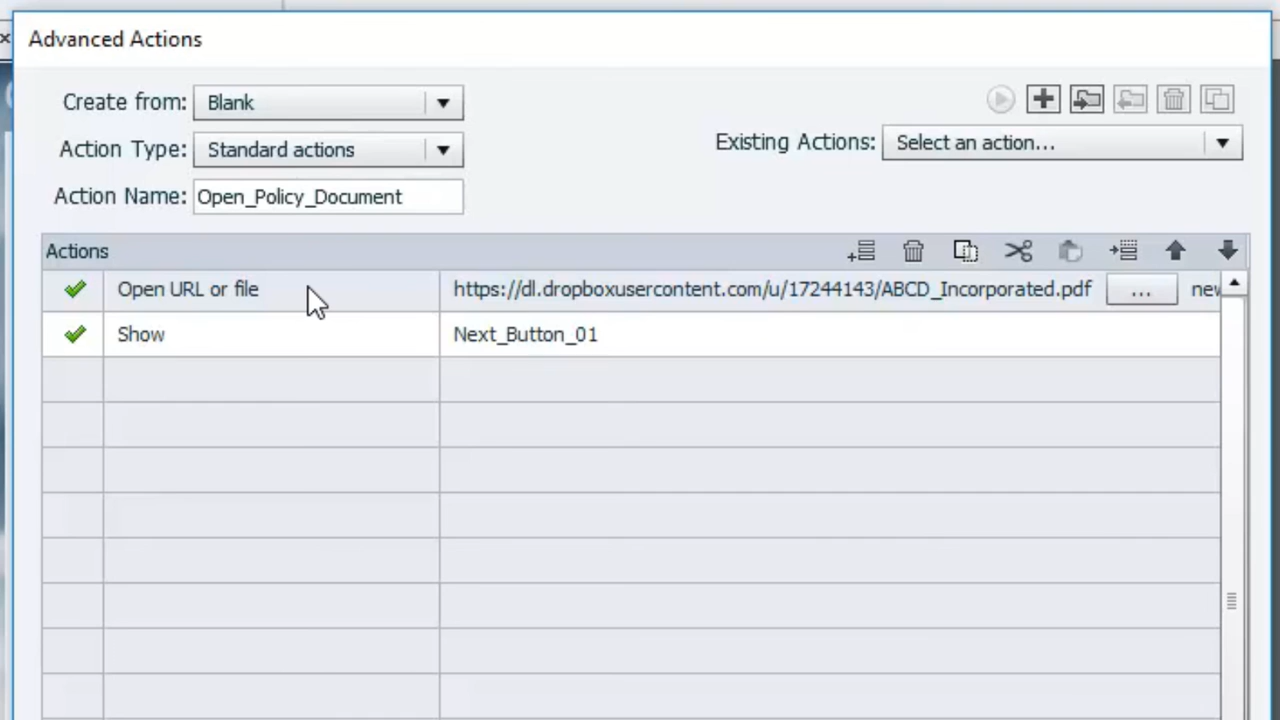 Advanced Actions
Create from: Blank
Action Type: Standard actions
Existing Actions: Select an action...
Action Name: Open_Policy_Document
Actions
Open URL or file https://dl.dropboxusercontent.com/u/17244143/ABCD_Incorporated.pdf ... new
Show Next_Button_01